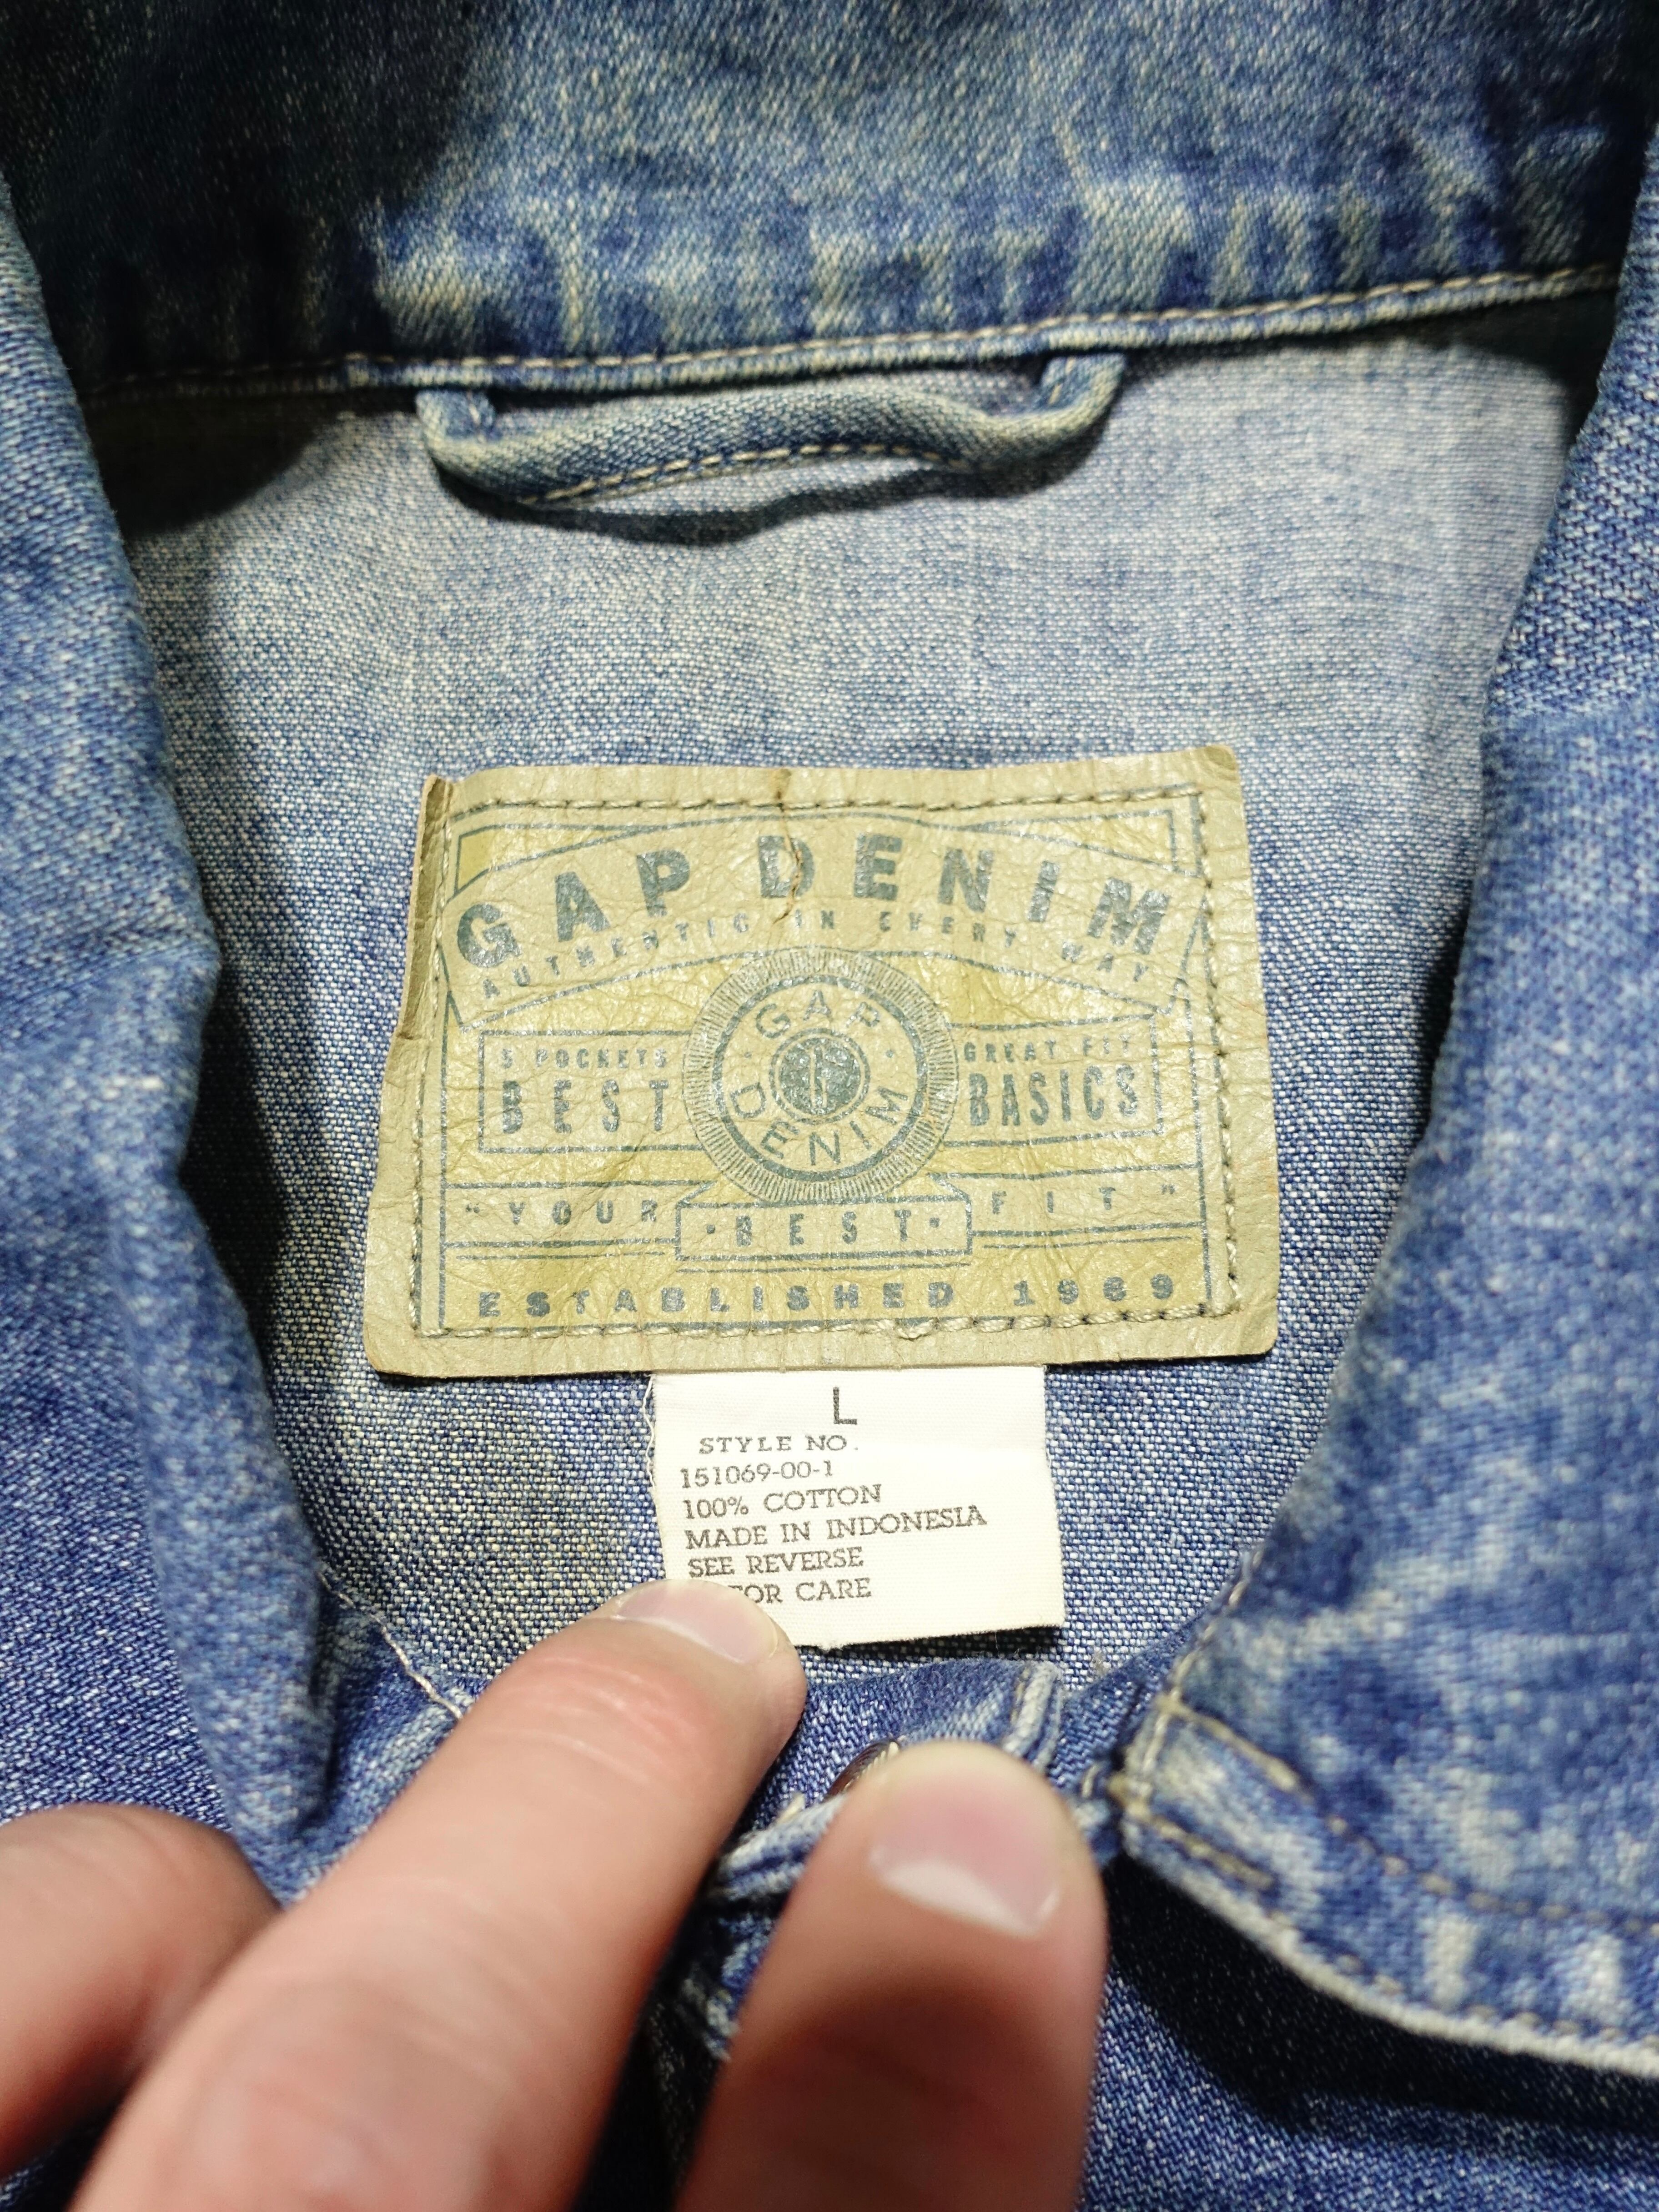 GAP DENIM
AUTHENTIC IN EVERY WAY
GAP
DENIM
5 POCKETS
BEST
GREAT FIT
BASICS
"YOUR ·BEST· FIT"
ESTABLISHED 1969
L
STYLE NO.
151069-00-1
100% COTTON
MADE IN INDONESIA
SEE REVERSE
FOR CARE